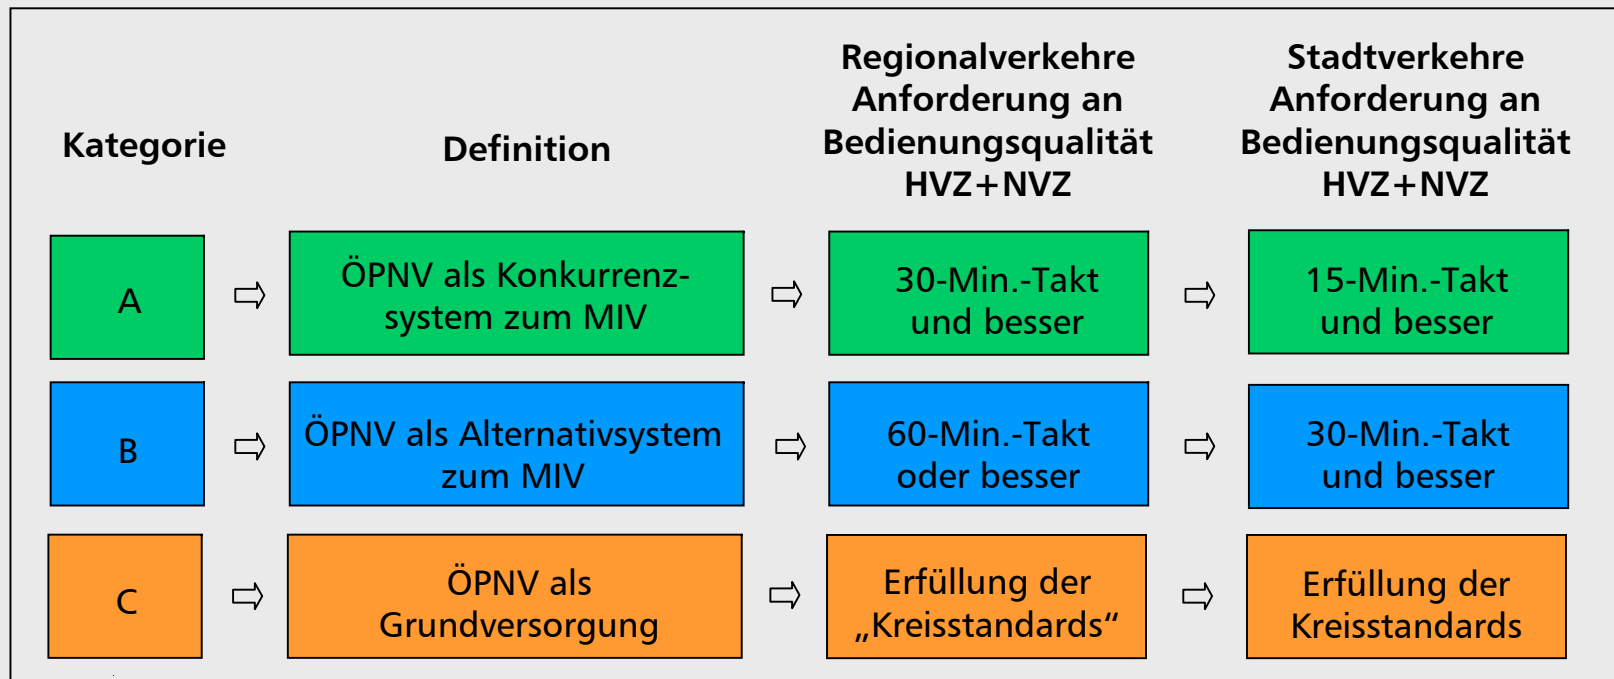 Kategorie
Definition
Regionalverkehre
Anforderung an
Bedienungsqualität
HVZ+NVZ
Stadtverkehre
Anforderung an
Bedienungsqualität
HVZ+NVZ
A
ÖPNV als Konkurrenz-
system zum MIV
30-Min.-Takt
und besser
15-Min.-Takt
und besser
B
ÖPNV als Alternativsystem
zum MIV
60-Min.-Takt
oder besser
30-Min.-Takt
und besser
C
ÖPNV als
Grundversorgung
Erfüllung der
„Kreisstandards“
Erfüllung der
Kreisstandards